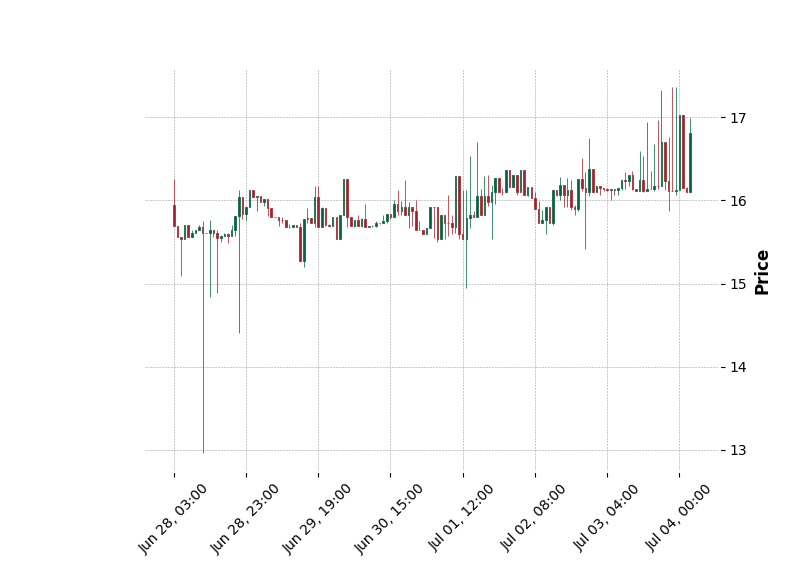 17
16
15
14
13
Price
Jun 28, 03:00
Jun 28, 23:00
Jun 29, 19:00
Jun 30, 15:00
Jul 01, 12:00
Jul 02, 08:00
Jul 03, 04:00
Jul 04, 00:00